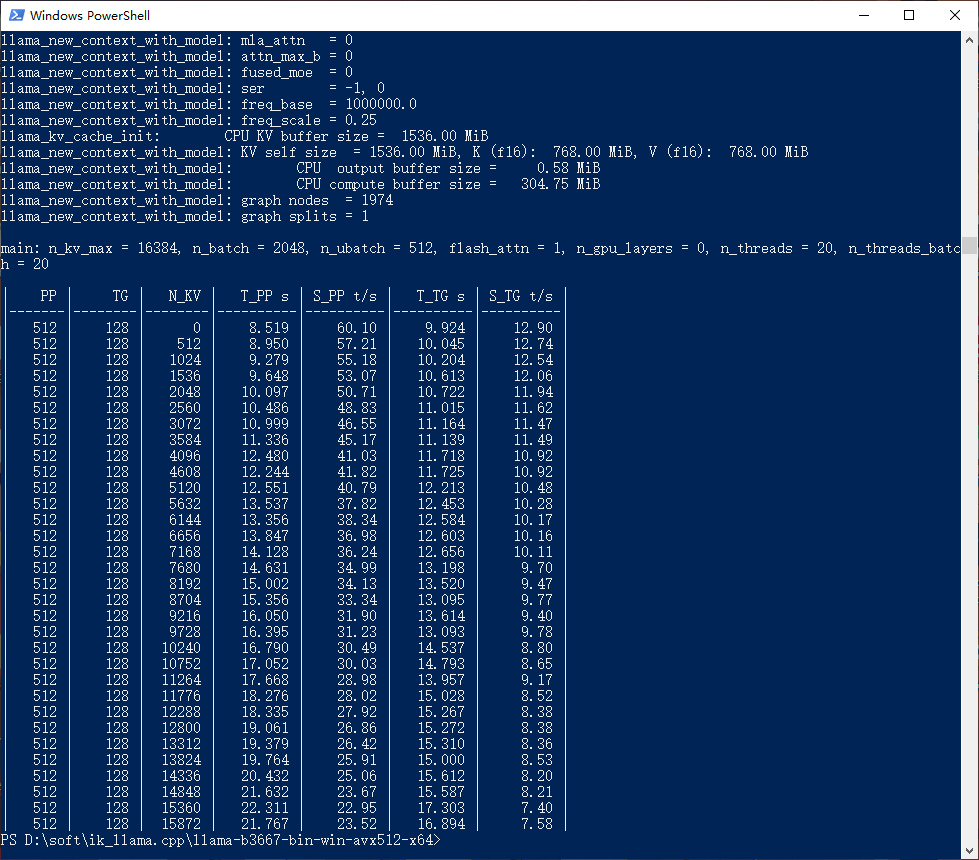 Windows PowerShell
llama_new_context_with_model: mla_attn   = 0
llama_new_context_with_model: attn_max_b = 0
llama_new_context_with_model: fused_moe  = 0
llama_new_context_with_model: ser        = -1, 0
llama_new_context_with_model: freq_base  = 1000000.0
llama_new_context_with_model: freq_scale = 0.25
llama_kv_cache_init:        CPU KV buffer size =  1536.00 MiB
llama_new_context_with_model: KV self size  = 1536.00 MiB, K (f16):  768.00 MiB, V (f16):  768.00 MiB
llama_new_context_with_model:        CPU  output buffer size =     0.58 MiB
llama_new_context_with_model:        CPU compute buffer size =   304.75 MiB
llama_new_context_with_model: graph nodes  = 1974
llama_new_context_with_model: graph splits = 1
main: n_kv_max = 16384, n_batch = 2048, n_ubatch = 512, flash_attn = 1, n_gpu_layers = 0, n_threads = 20, n_threads_batc
h = 20
|    PP |     TG |   N_KV |   T_PP s | S_PP t/s |   T_TG s | S_TG t/s |
|-------|--------|--------|----------|----------|----------|----------|
|   512 |    128 |      0 |    8.519 |    60.10 |    9.924 |    12.90 |
|   512 |    128 |    512 |    8.950 |    57.21 |   10.045 |    12.74 |
|   512 |    128 |   1024 |    9.279 |    55.18 |   10.204 |    12.54 |
|   512 |    128 |   1536 |    9.648 |    53.07 |   10.613 |    12.06 |
|   512 |    128 |   2048 |   10.097 |    50.71 |   10.722 |    11.94 |
|   512 |    128 |   2560 |   10.486 |    48.83 |   11.015 |    11.62 |
|   512 |    128 |   3072 |   10.999 |    46.55 |   11.164 |    11.47 |
|   512 |    128 |   3584 |   11.336 |    45.17 |   11.139 |    11.49 |
|   512 |    128 |   4096 |   12.480 |    41.03 |   11.718 |    10.92 |
|   512 |    128 |   4608 |   12.244 |    41.82 |   11.725 |    10.92 |
|   512 |    128 |   5120 |   12.551 |    40.79 |   12.213 |    10.48 |
|   512 |    128 |   5632 |   13.537 |    37.82 |   12.453 |    10.28 |
|   512 |    128 |   6144 |   13.356 |    38.34 |   12.584 |    10.17 |
|   512 |    128 |   6656 |   13.847 |    36.98 |   12.603 |    10.16 |
|   512 |    128 |   7168 |   14.128 |    36.24 |   12.656 |    10.11 |
|   512 |    128 |   7680 |   14.631 |    34.99 |   13.198 |     9.70 |
|   512 |    128 |   8192 |   15.002 |    34.13 |   13.520 |     9.47 |
|   512 |    128 |   8704 |   15.356 |    33.34 |   13.095 |     9.77 |
|   512 |    128 |   9216 |   16.050 |    31.90 |   13.614 |     9.40 |
|   512 |    128 |   9728 |   16.395 |    31.23 |   13.093 |     9.78 |
|   512 |    128 |  10240 |   16.790 |    30.49 |   14.537 |     8.80 |
|   512 |    128 |  10752 |   17.052 |    30.03 |   14.793 |     8.65 |
|   512 |    128 |  11264 |   17.668 |    28.98 |   13.957 |     9.17 |
|   512 |    128 |  11776 |   18.276 |    28.02 |   15.028 |     8.52 |
|   512 |    128 |  12288 |   18.335 |    27.92 |   15.267 |     8.38 |
|   512 |    128 |  12800 |   19.061 |    26.86 |   15.272 |     8.38 |
|   512 |    128 |  13312 |   19.379 |    26.42 |   15.310 |     8.36 |
|   512 |    128 |  13824 |   19.764 |    25.91 |   15.000 |     8.53 |
|   512 |    128 |  14336 |   20.432 |    25.06 |   15.612 |     8.20 |
|   512 |    128 |  14848 |   21.632 |    23.67 |   15.587 |     8.21 |
|   512 |    128 |  15360 |   22.311 |    22.95 |   17.303 |     7.40 |
|   512 |    128 |  15872 |   21.767 |    23.52 |   16.894 |     7.58 |
PS D:\soft\ik_llama.cpp\llama-b3667-bin-win-avx512-x64>